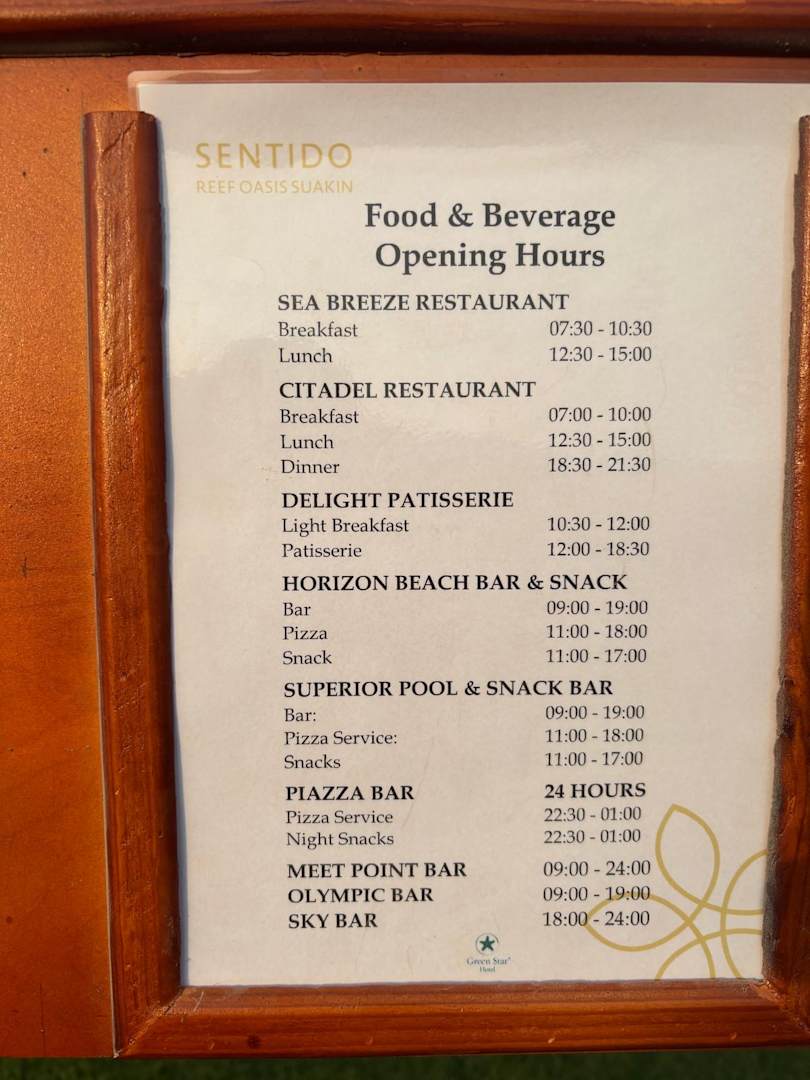 SENTIDO
REEF OASIS SUAKIN
Food & Beverage
Opening Hours
SEA BREEZE RESTAURANT
Breakfast 07:30 - 10:30
Lunch 12:30 - 15:00
CITADEL RESTAURANT
Breakfast 07:00 - 10:00
Lunch 12:30 - 15:00
Dinner 18:30 - 21:30
DELIGHT PATISSERIE
Light Breakfast 10:30 - 12:00
Patisserie 12:00 - 18:30
HORIZON BEACH BAR & SNACK
Bar 09:00 - 19:00
Pizza 11:00 - 18:00
Snack 11:00 - 17:00
SUPERIOR POOL & SNACK BAR
Bar: 09:00 - 19:00
Pizza Service: 11:00 - 18:00
Snacks 11:00 - 17:00
PIAZZA BAR 24 HOURS
Pizza Service 22:30 - 01:00
Night Snacks 22:30 - 01:00
MEET POINT BAR 09:00 - 24:00
OLYMPIC BAR 09:00 - 19:00
SKY BAR 18:00 - 24:00
Green Star
Hotel